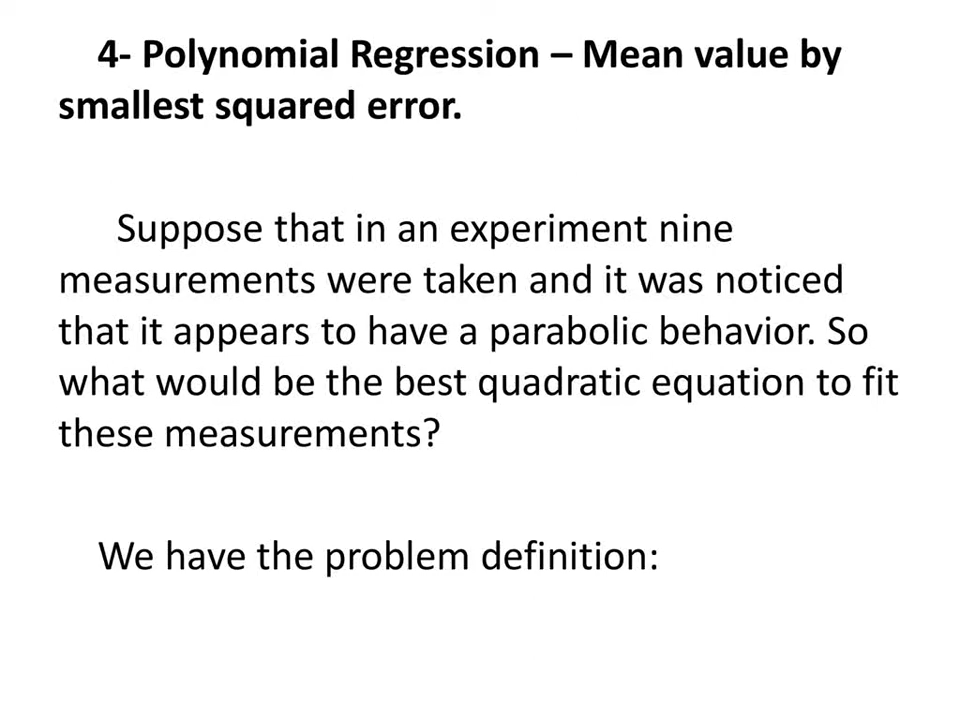 4- Polynomial Regression – Mean value by
smallest squared error.
Suppose that in an experiment nine
measurements were taken and it was noticed
that it appears to have a parabolic behavior. So
what would be the best quadratic equation to fit
these measurements?
We have the problem definition: